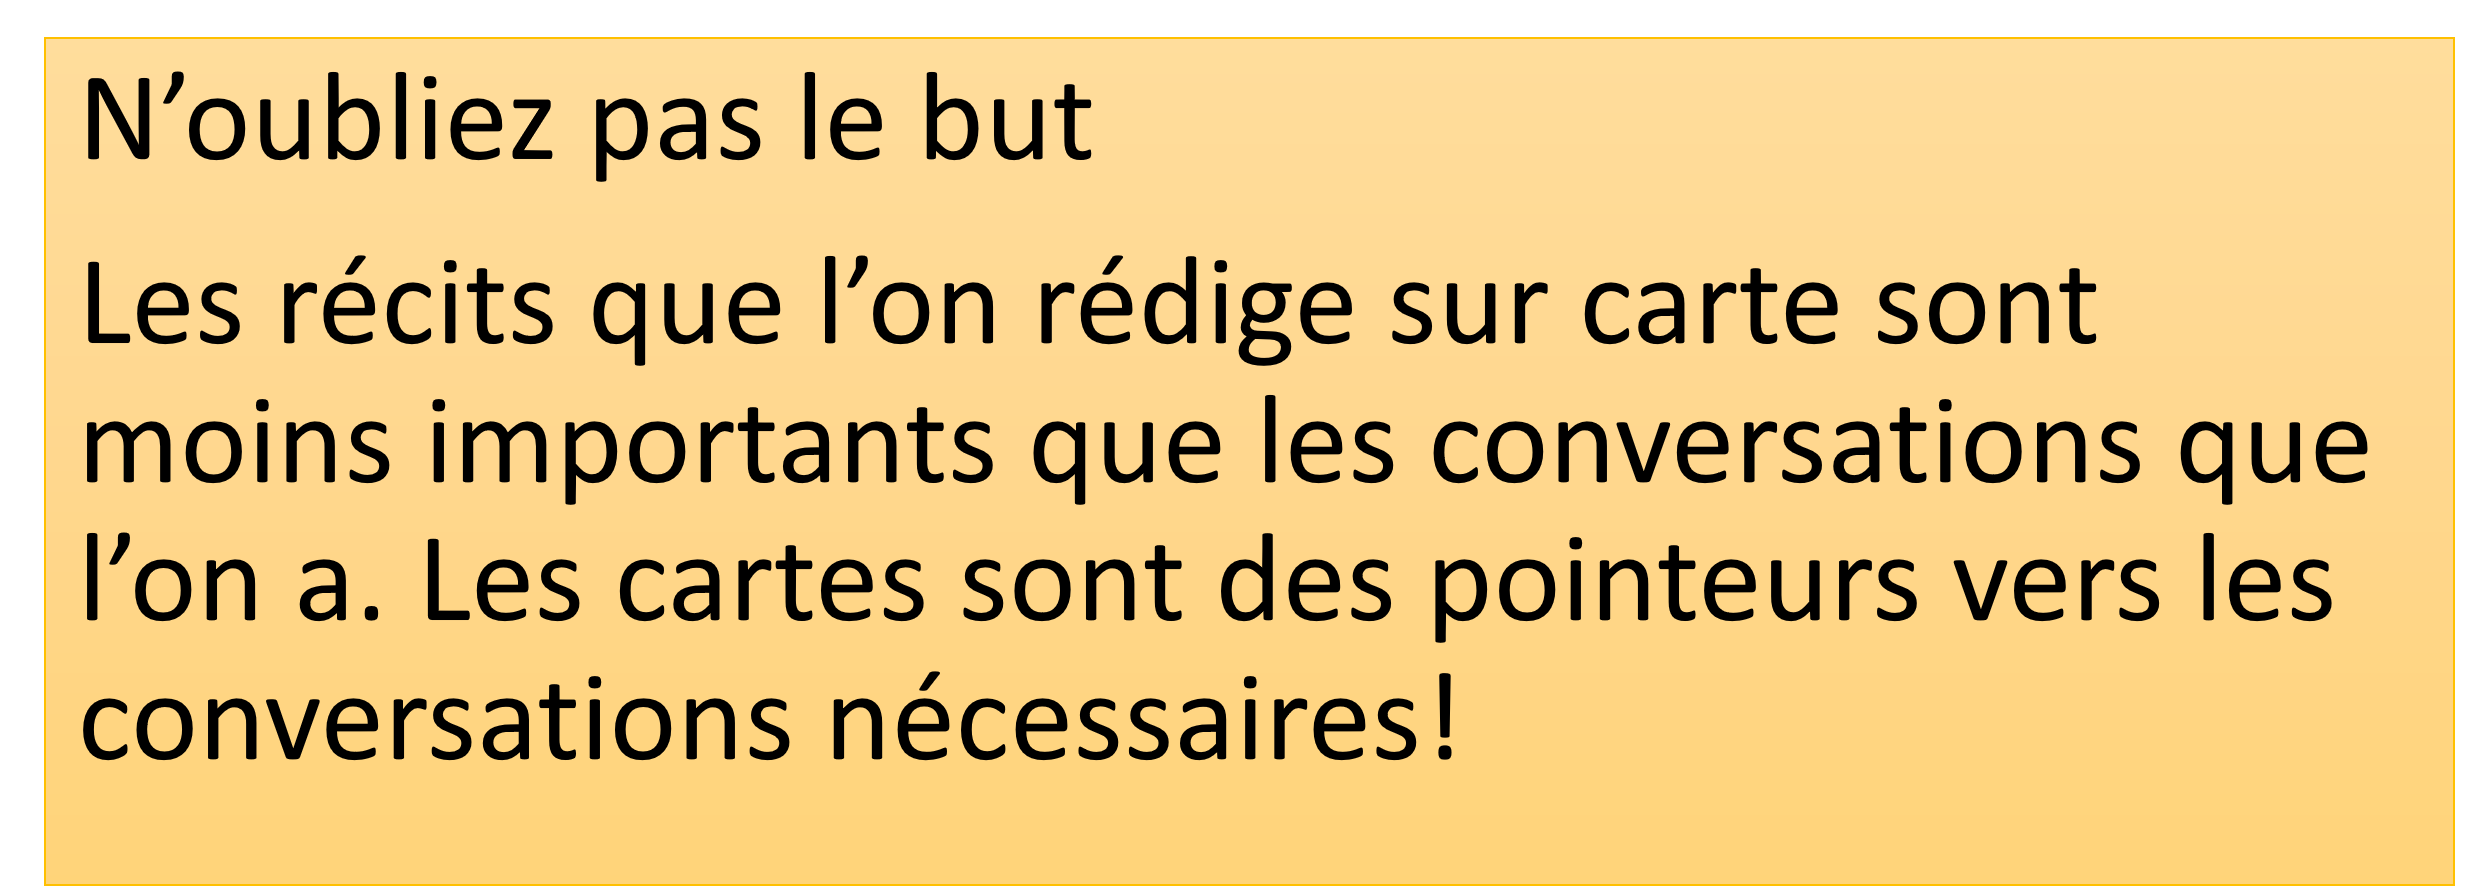 N’oubliez pas le but
Les récits que l’on rédige sur carte sont
moins importants que les conversations que
l’on a. Les cartes sont des pointeurs vers les
conversations nécessaires!